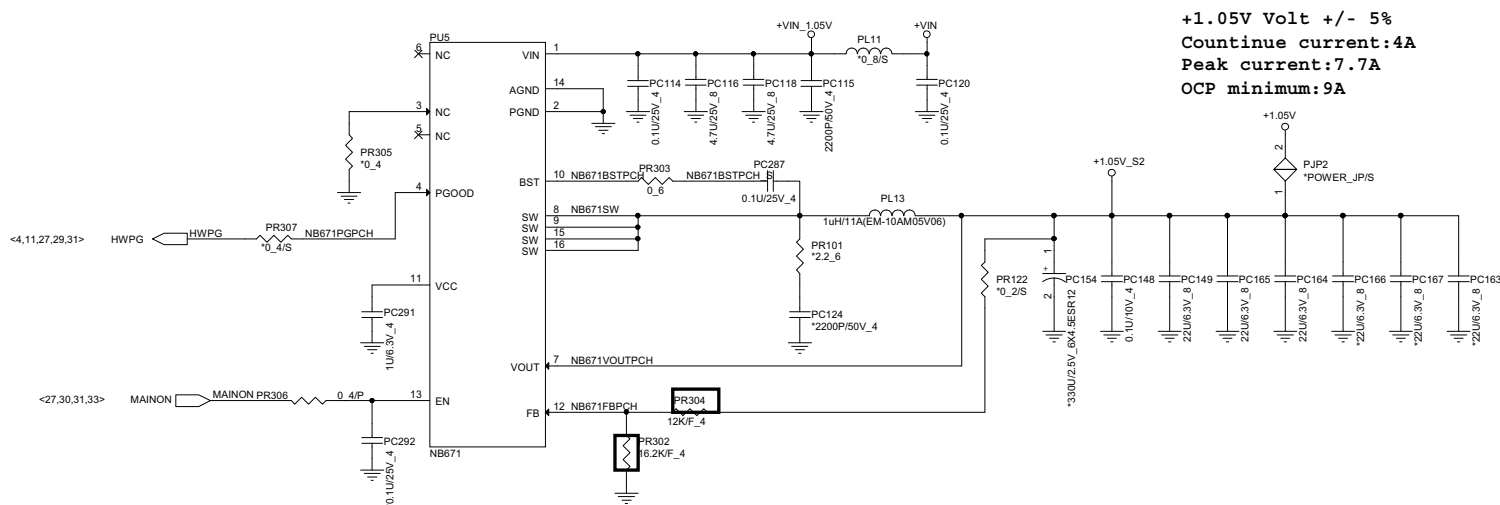 +1.05V Volt +/- 5%
Countinue current:4A
Peak current:7.7A
OCP minimum:9A
PU5
6
NC
3
NC
5
NC
4
PGOOD
11
VCC
13
EN
NB671
VIN
1
AGND
14
PGND
2
BST
10
NB671BSTPCH
SW
8
NB671SW
SW
9
SW
15
SW
16
VOUT
7
NB671VOUTPCH
FB
12
NB671FBPCH
PR305
*0_4
<4,11,27,29,31>
HWPG
HWPG
PR307
*0_4/S
NB671PGPCH
PC291
1U/6.3V_4
<27,30,31,33>
MAINON
MAINON
PR306
0_4/P
PC292
*0.1U/25V_4
+VIN_1.05V
+VIN
PL11
*0_8/S
PC114
0.1U/25V_4
PC116
4.7U/25V_8
PC118
4.7U/25V_8
PC115
2200P/50V_4
PC120
0.1U/25V_4
PR303
0_6
NB671BSTPCH_S
PC287
0.1U/25V_4
PL13
1uH/11A(EM-10AM05V06)
PR101
*2.2_6
PC124
*2200P/50V_4
PR304
12K/F_4
PR302
16.2K/F_4
PR122
*0_2/S
+1.05V_S2
+1.05V
2
PJP2
*POWER_JP/S
1
1
+
PC154
2
*330U/2.5V_6X4.5ESR12
PC148
0.1U/10V_4
PC149
22U/6.3V_8
PC165
22U/6.3V_8
PC164
22U/6.3V_8
PC166
*22U/6.3V_8
PC167
*22U/6.3V_8
PC163
*22U/6.3V_8